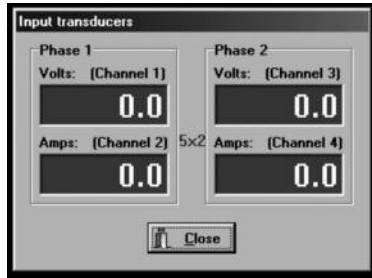 Input transducers
Phase 1
Volts: (Channel 1)
0.0
Amps: (Channel 2)
0.0
5x2
Phase 2
Volts: (Channel 3)
0.0
Amps: (Channel 4)
0.0
Close